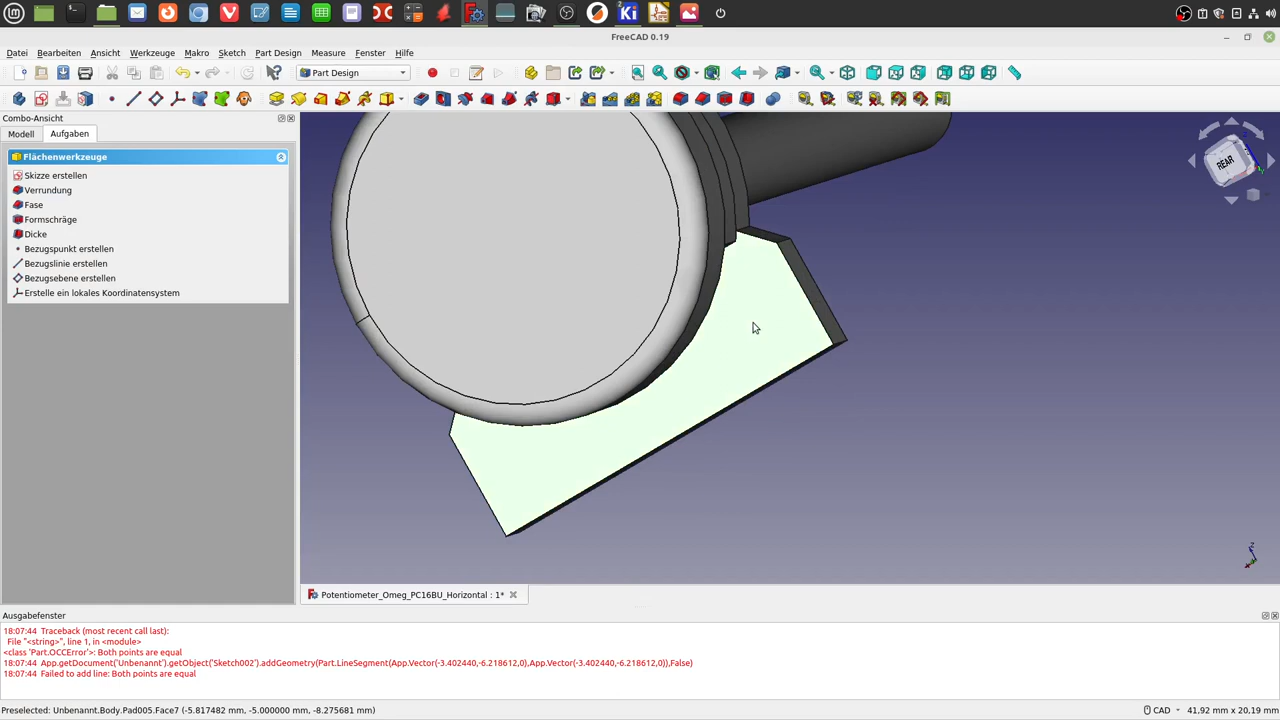 FreeCAD 0.19
Datei Bearbeiten Ansicht Werkzeuge Makro Sketch Part Design Measure Fenster Hilfe
Part Design
Combo-Ansicht
Modell Aufgaben
Flächenwerkzeuge
Skizze erstellen
Verrundung
Fase
Formschräge
Dicke
Bezugspunkt erstellen
Bezugslinie erstellen
Bezugsebene erstellen
Erstelle ein lokales Koordinatensystem
REAR
Potentiometer_Omeg_PC16BU_Horizontal : 1*
Ausgabefenster
18:07:44 Traceback (most recent call last):
File "<string>", line 1, in <module>
<class 'Part.OCCError'>: Both points are equal
18:07:44 App.getDocument('Unbenannt').getObject('Sketch002').addGeometry(Part.LineSegment(App.Vector(-3.402440,-6.218612,0),App.Vector(-3.402440,-6.218612,0)),False)
18:07:44 Failed to add line: Both points are equal
Preselected: Unbenannt.Body.Pad005.Face7 (-5.817482 mm, -5.000000 mm, -8.275681 mm)
CAD
41,92 mm x 20,19 mm